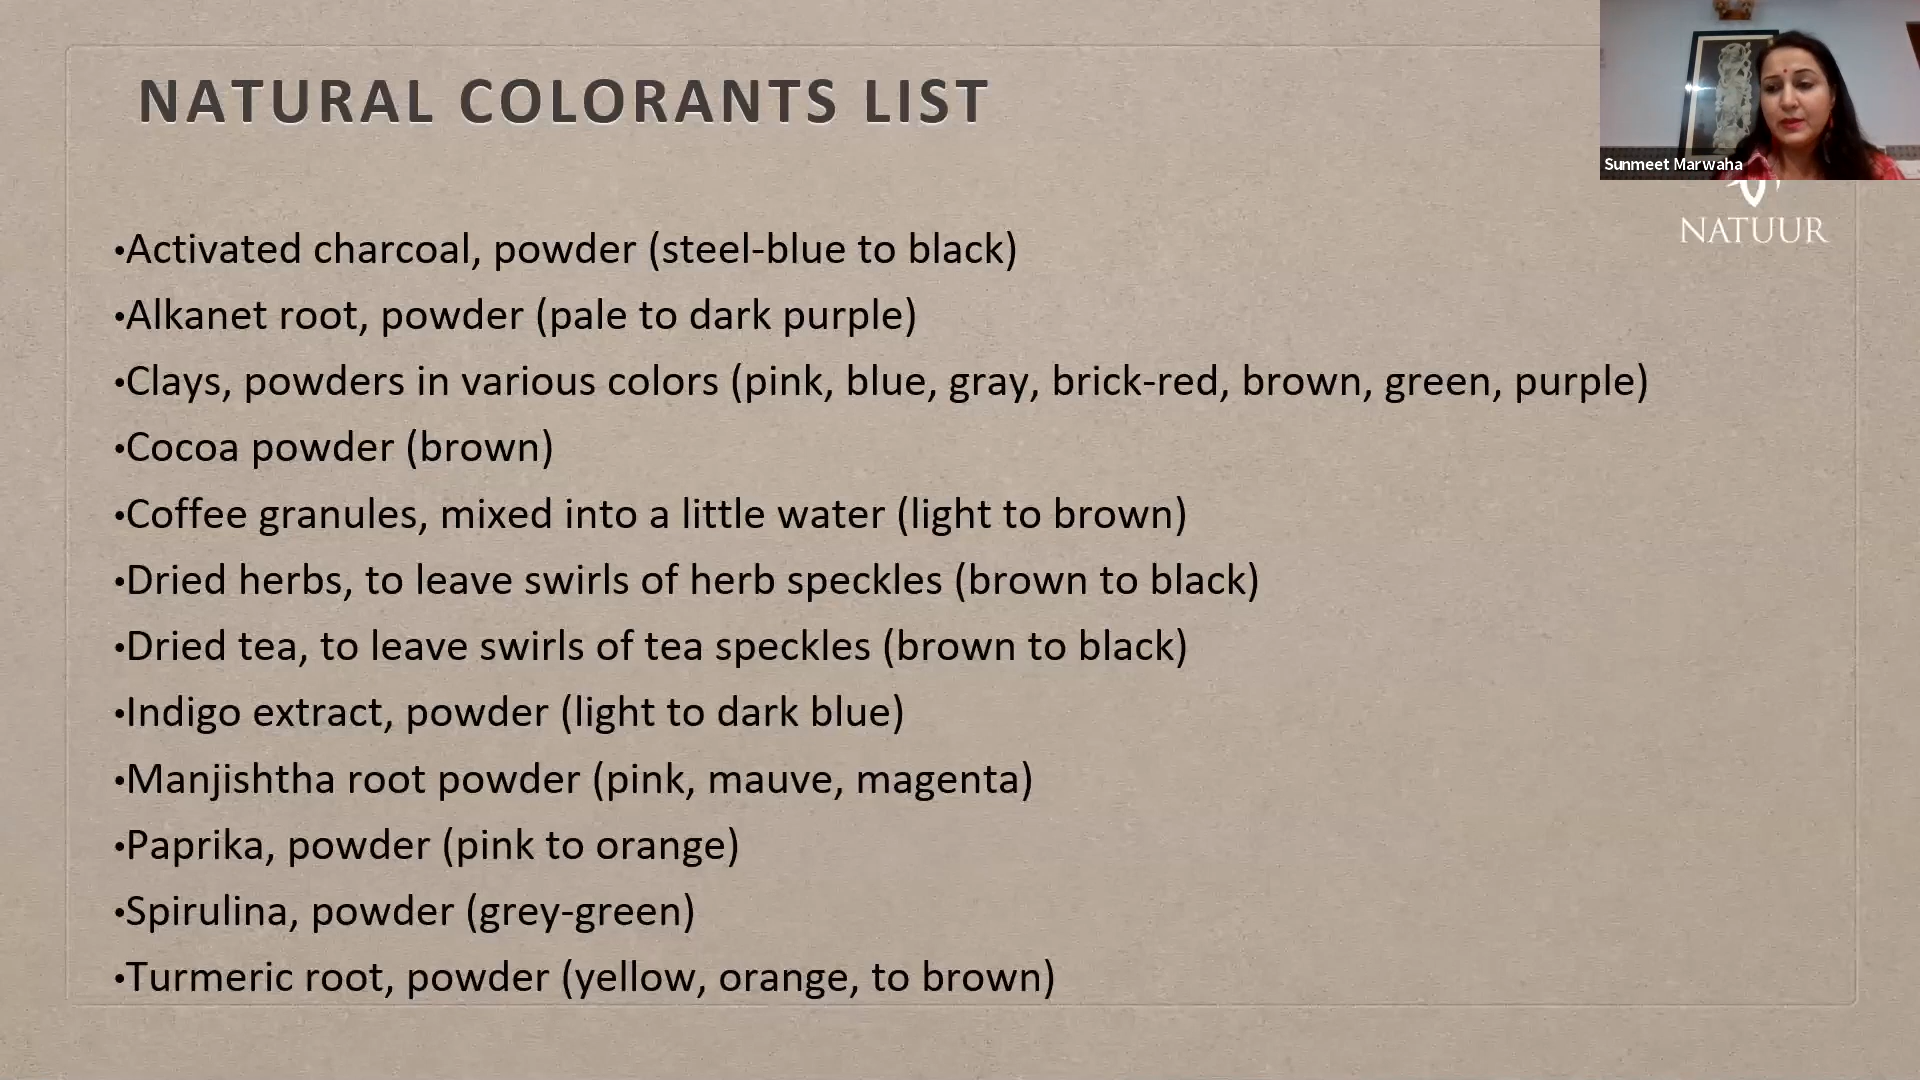 NATURAL COLORANTS LIST
Sunmeet Marwaha
NATUUR
•Activated charcoal, powder (steel-blue to black)
•Alkanet root, powder (pale to dark purple)
•Clays, powders in various colors (pink, blue, gray, brick-red, brown, green, purple)
•Cocoa powder (brown)
•Coffee granules, mixed into a little water (light to brown)
•Dried herbs, to leave swirls of herb speckles (brown to black)
•Dried tea, to leave swirls of tea speckles (brown to black)
•Indigo extract, powder (light to dark blue)
•Manjishtha root powder (pink, mauve, magenta)
•Paprika, powder (pink to orange)
•Spirulina, powder (grey-green)
•Turmeric root, powder (yellow, orange, to brown)